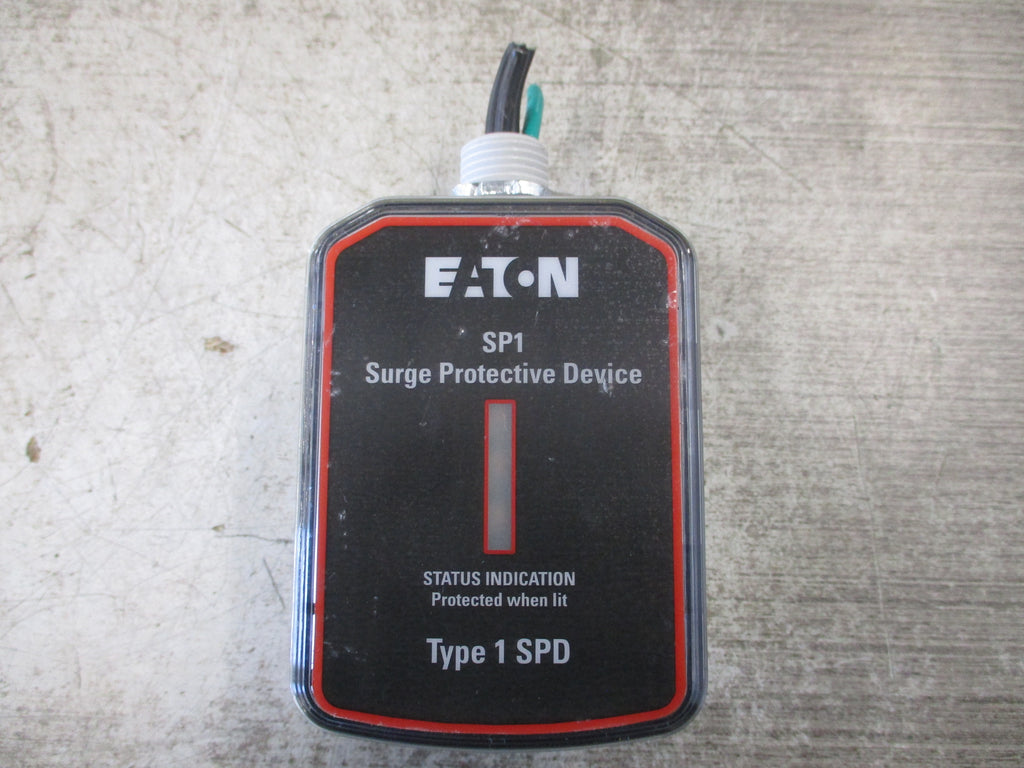 EATON
SP1
Surge Protective Device
STATUS INDICATION
Protected when lit
Type 1 SPD